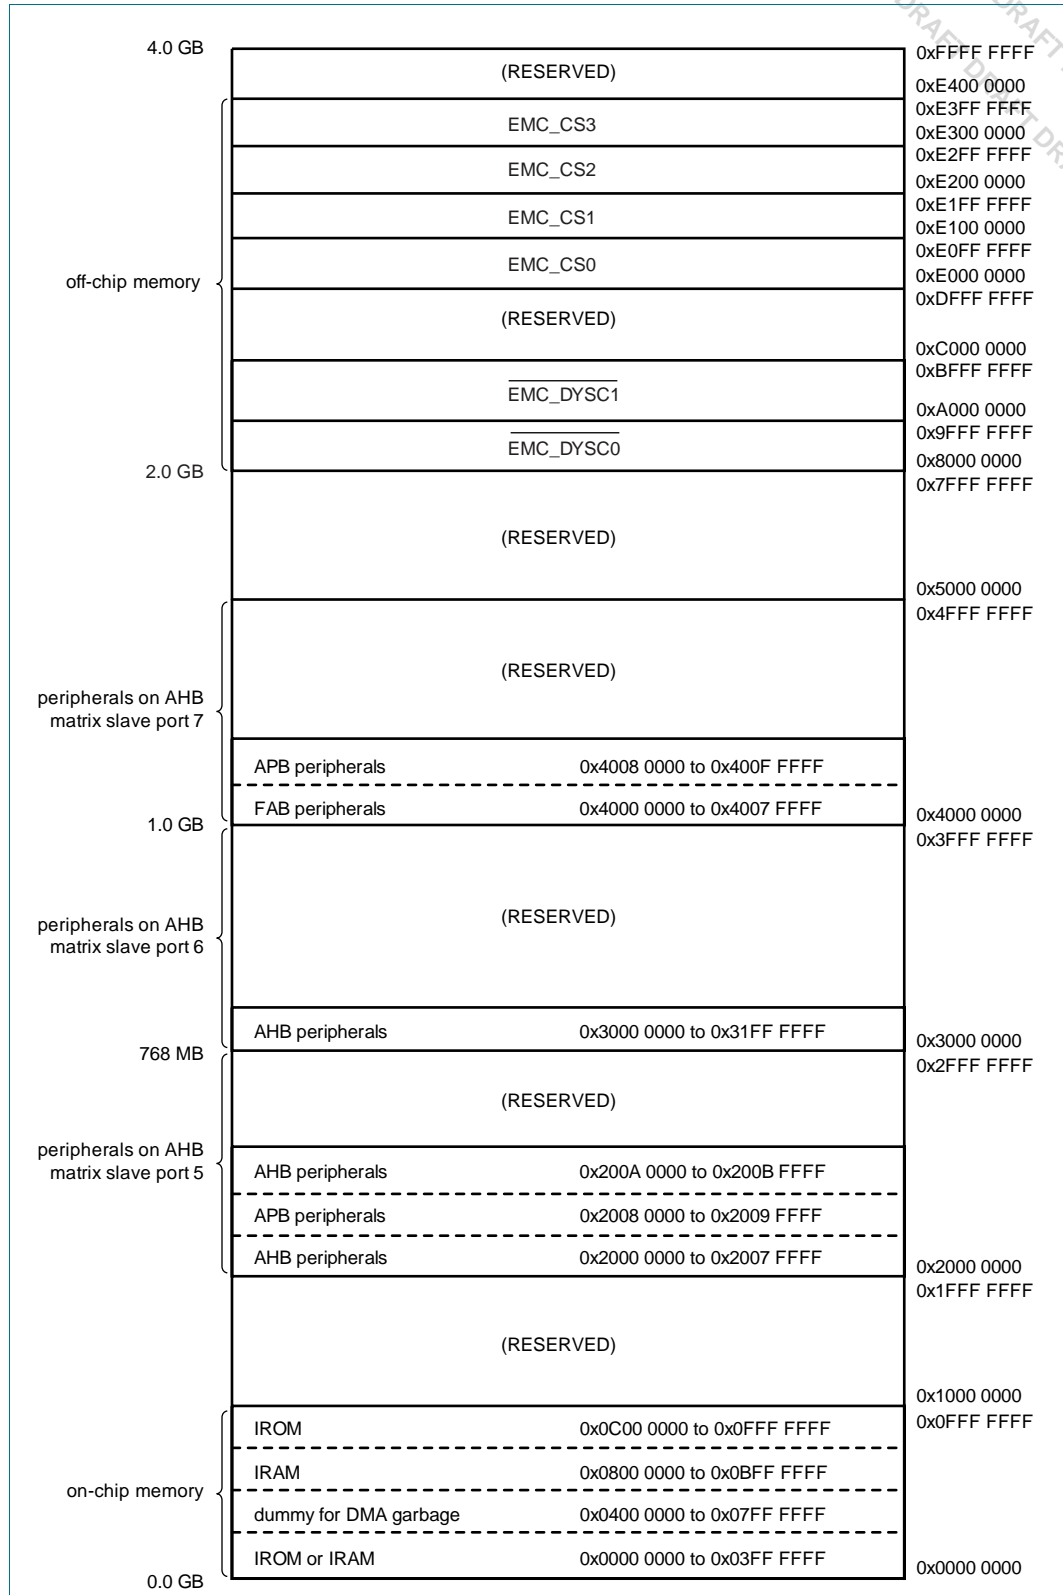 DRAFT DRAFT DRA
DRAFT DRAFT
4.0 GB
0xFFFF FFFF
(RESERVED)
0xE400 0000
0xE3FF FFFF
EMC_CS3
0xE300 0000
0xE2FF FFFF
EMC_CS2
0xE200 0000
0xE1FF FFFF
EMC_CS1
0xE100 0000
0xE0FF FFFF
EMC_CS0
0xE000 0000
off-chip memory
0xDFFF FFFF
(RESERVED)
0xC000 0000
0xBFFF FFFF
EMC_DYSC1
0xA000 0000
0x9FFF FFFF
EMC_DYSC0
0x8000 0000
2.0 GB
0x7FFF FFFF
(RESERVED)
0x5000 0000
0x4FFF FFFF
(RESERVED)
peripherals on AHB
matrix slave port 7
APB peripherals 0x4008 0000 to 0x400F FFFF
FAB peripherals 0x4000 0000 to 0x4007 FFFF
0x4000 0000
1.0 GB
0x3FFF FFFF
(RESERVED)
peripherals on AHB
matrix slave port 6
AHB peripherals 0x3000 0000 to 0x31FF FFFF
0x3000 0000
768 MB
0x2FFF FFFF
(RESERVED)
peripherals on AHB
matrix slave port 5
AHB peripherals 0x200A 0000 to 0x200B FFFF
APB peripherals 0x2008 0000 to 0x2009 FFFF
AHB peripherals 0x2000 0000 to 0x2007 FFFF
0x2000 0000
0x1FFF FFFF
(RESERVED)
0x1000 0000
0x0FFF FFFF
IROM 0x0C00 0000 to 0x0FFF FFFF
IRAM 0x0800 0000 to 0x0BFF FFFF
on-chip memory
dummy for DMA garbage 0x0400 0000 to 0x07FF FFFF
IROM or IRAM 0x0000 0000 to 0x03FF FFFF
0x0000 0000
0.0 GB